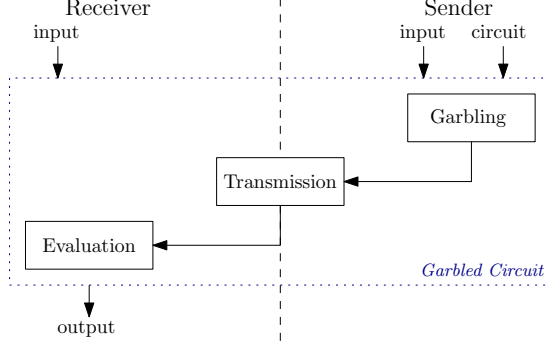 Receiver
Sender
input
input
circuit
Garbling
Transmission
Evaluation
Garbled Circuit
output